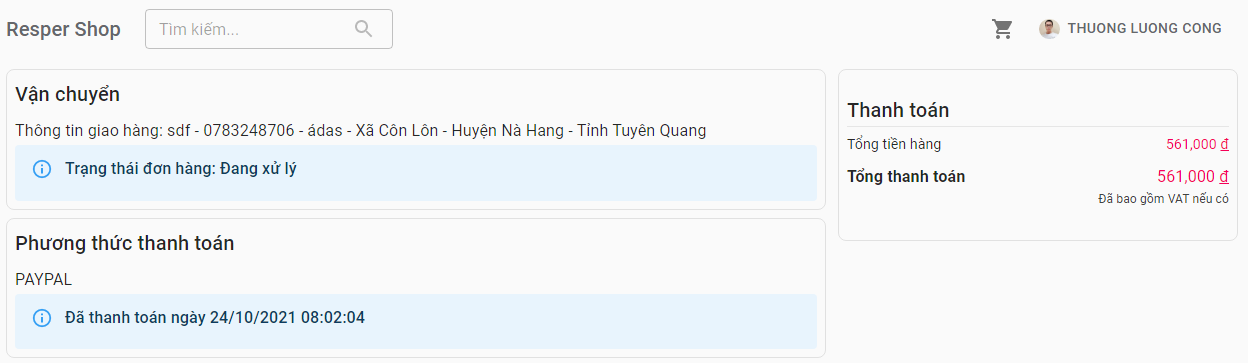 Resper Shop
Tìm kiếm...
THUONG LUONG CONG
Vận chuyển
Thông tin giao hàng: sdf - 0783248706 - ádas - Xã Côn Lôn - Huyện Nà Hang - Tỉnh Tuyên Quang
Trạng thái đơn hàng: Đang xử lý
Phương thức thanh toán
PAYPAL
Đã thanh toán ngày 24/10/2021 08:02:04
Thanh toán
Tổng tiền hàng 561,000 đ
Tổng thanh toán 561,000 đ
Đã bao gồm VAT nếu có